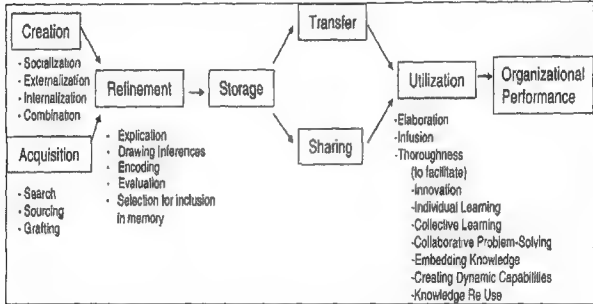 Creation
- Socialization
- Externalization
- Internalization
- Combination
Acquisition
- Search
- Sourcing
- Grafting
Refinement
• Explication
• Drawing Inferences
• Encoding
• Evaluation
• Selection for inclusion
in memory
Storage
Transfer
Sharing
Utilization
-Elaboration
-Infusion
-Thoroughness
(to facilitate)
-Innovation
-Individual Learning
-Collective Learning
-Collaborative Problem-Solving
-Embedding Knowledge
-Creating Dynamic Capabilities
-Knowledge Re Use
Organizational
Performance